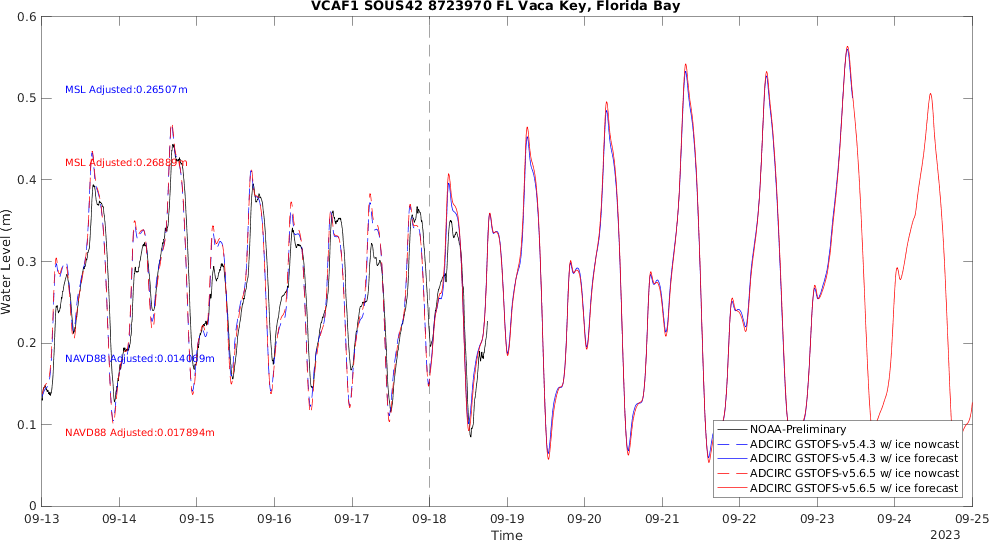 VCAF1 SOUS42 8723970 FL Vaca Key, Florida Bay
0.6
0.5
0.4
0.3
0.2
0.1
0
Water Level (m)
MSL Adjusted:0.26507m
MSL Adjusted:0.26889m
NAVD88 Adjusted:0.014069m
NAVD88 Adjusted:0.017894m
NOAA-Preliminary
ADCIRC GSTOFS-v5.4.3 w/ ice nowcast
ADCIRC GSTOFS-v5.4.3 w/ ice forecast
ADCIRC GSTOFS-v5.6.5 w/ ice nowcast
ADCIRC GSTOFS-v5.6.5 w/ ice forecast
09-13 09-14 09-15 09-16 09-17 09-18 09-19 09-20 09-21 09-22 09-23 09-24 09-25
Time
2023